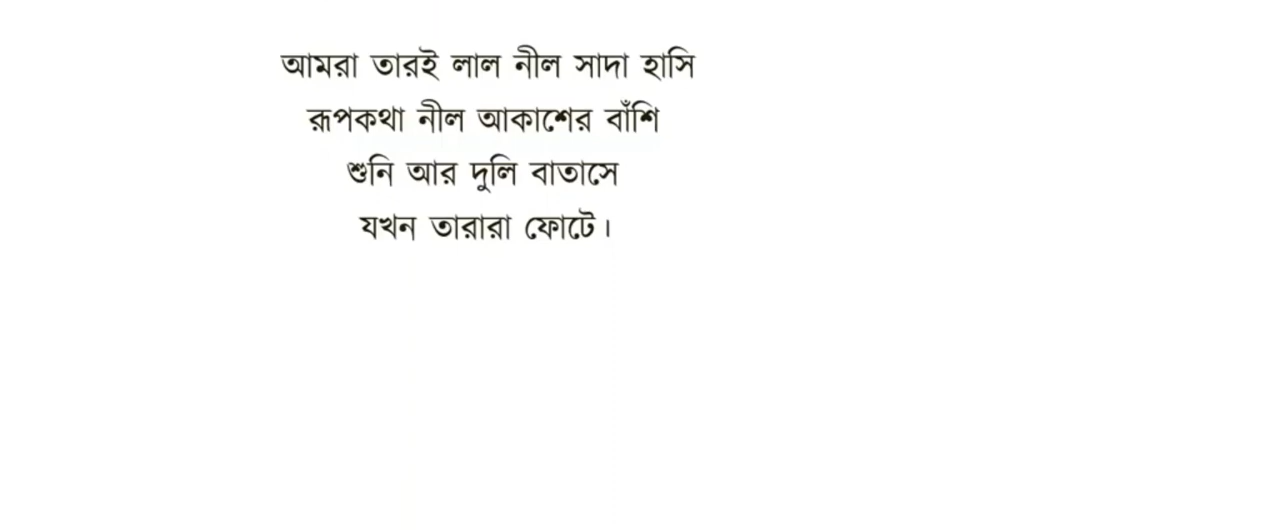 আমরা তারই লাল নীল সাদা হাসি
রূপকথা নীল আকাশের বাঁশি
শুনি আর দুলি বাতাসে
যখন তারারা ফোটে।